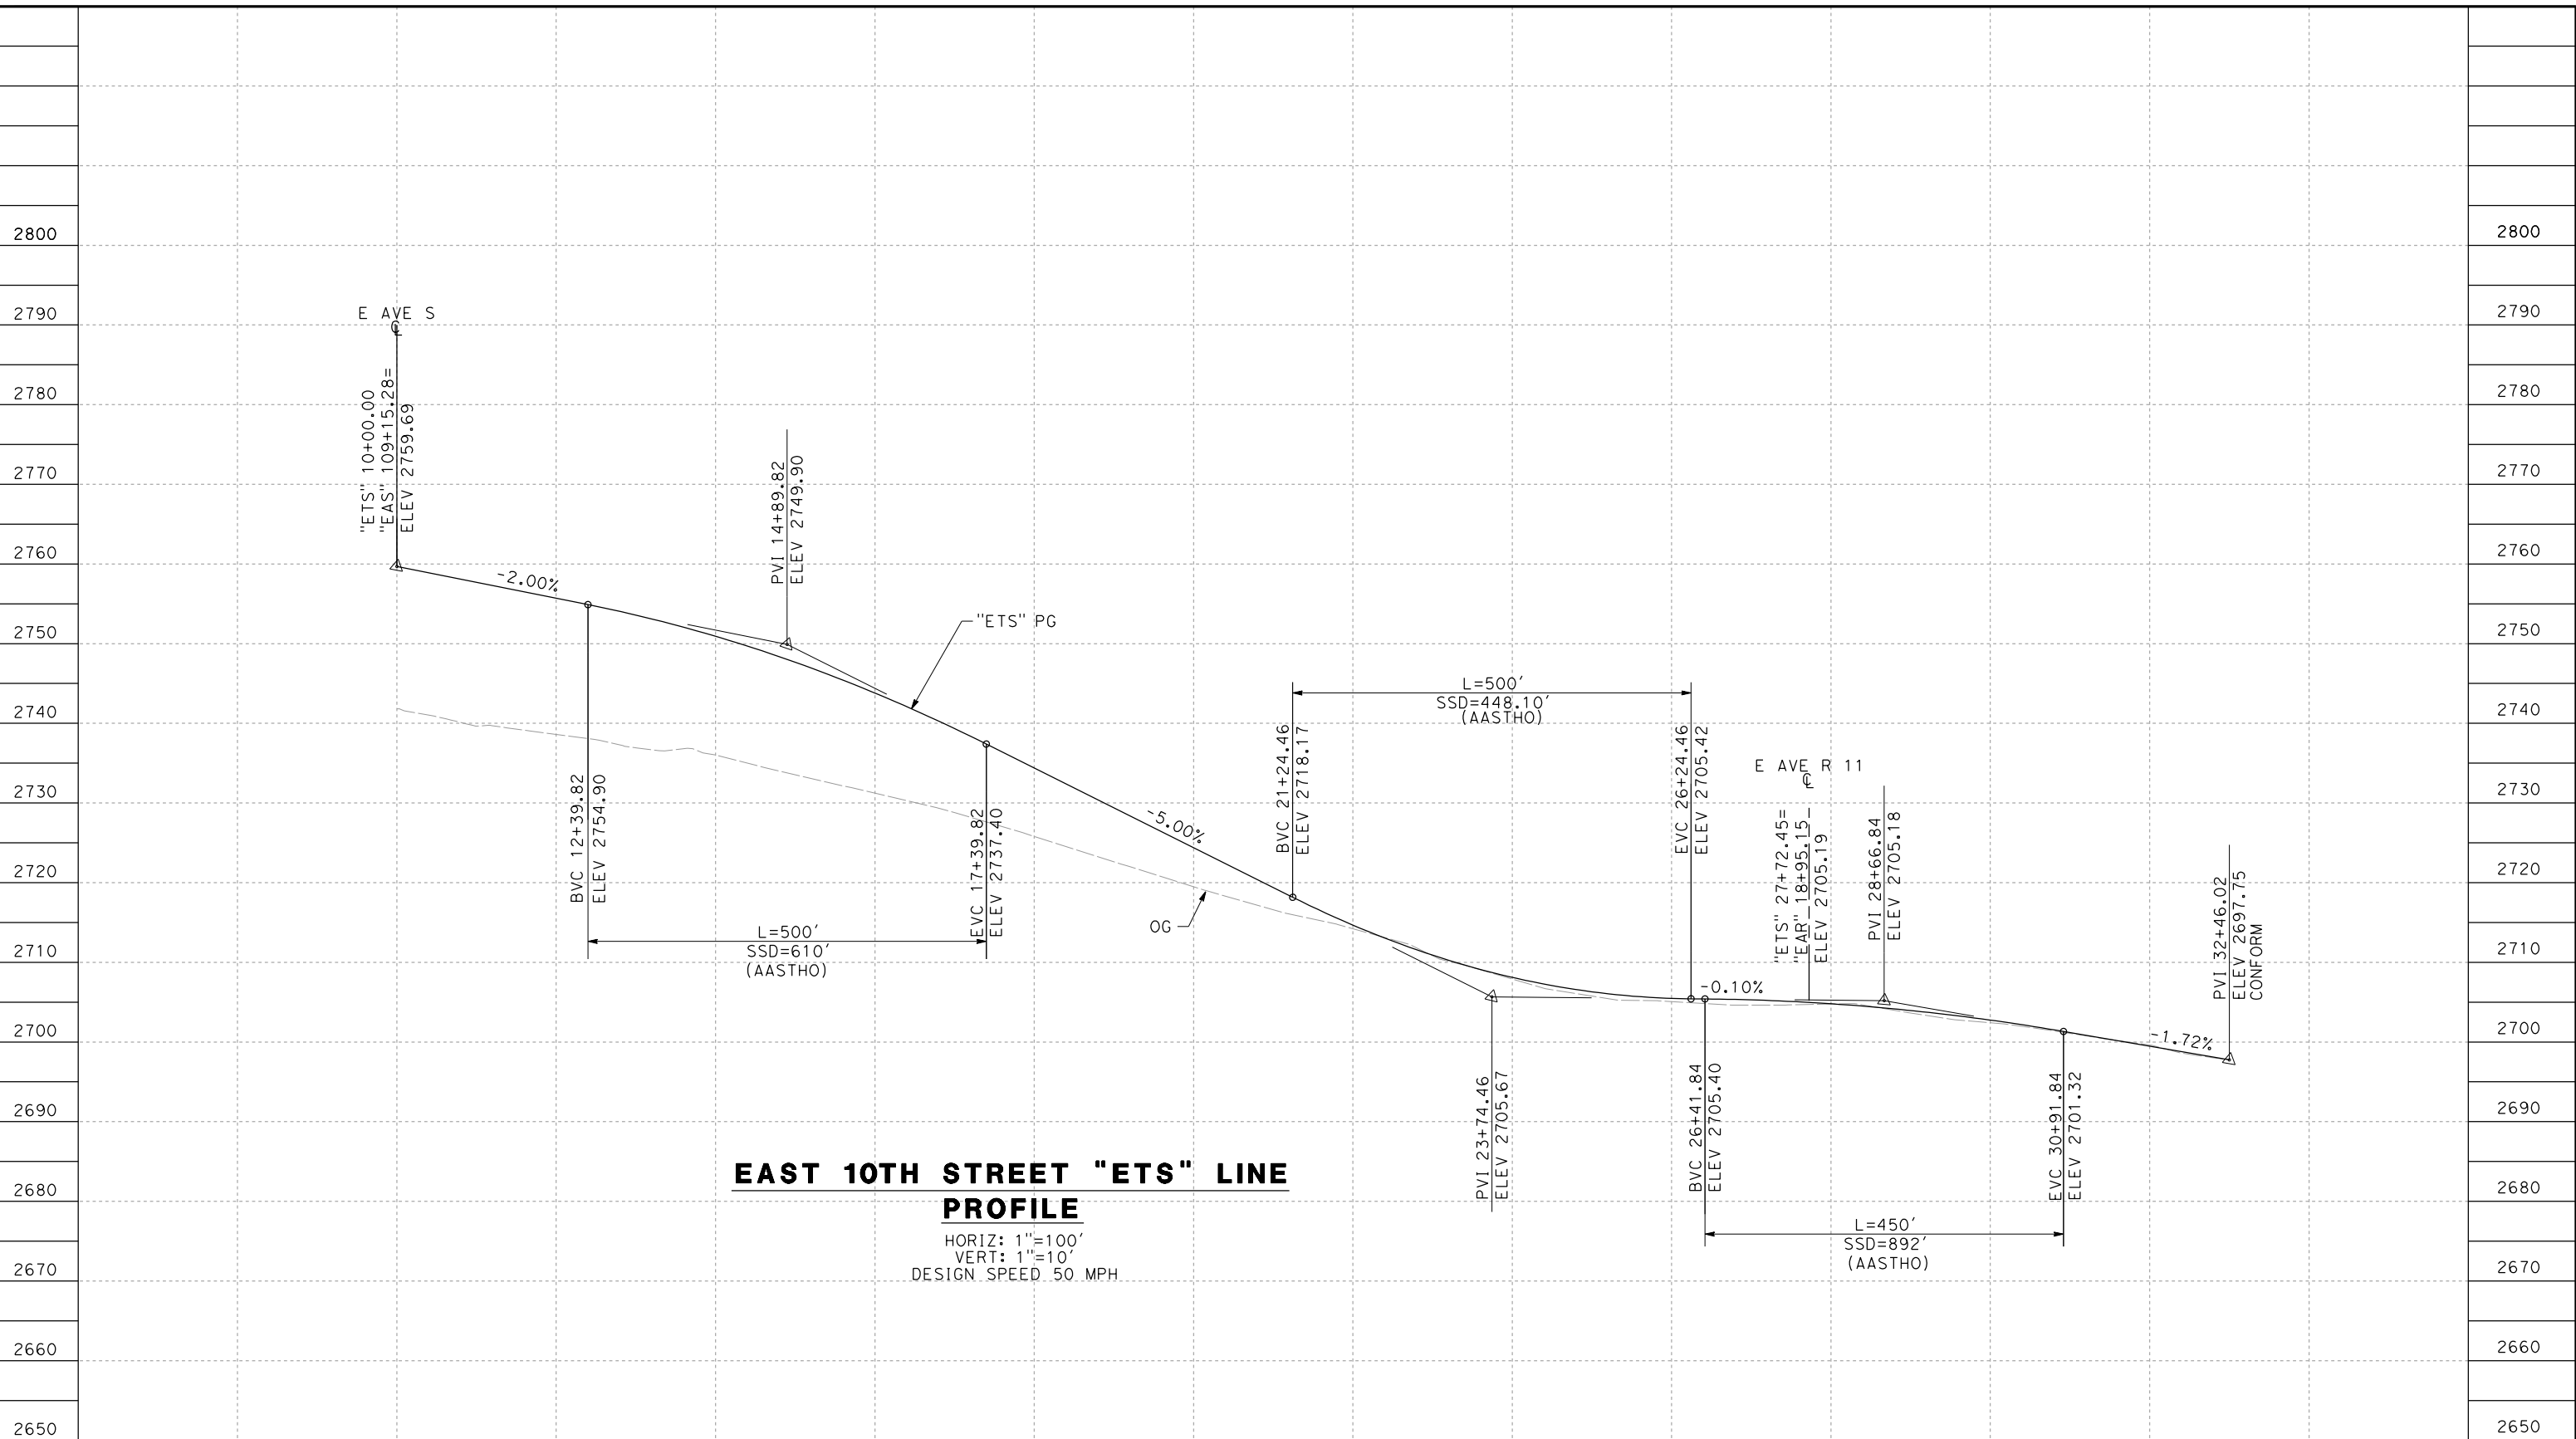 2800
2790
2780
2770
2760
2750
2740
2730
2720
2710
2700
2690
2680
2670
2660
2650
E AVE S
℄
"ETS" 10+00.00
"EAS" 109+15.28=
ELEV 2759.69
-2.00%
BVC 12+39.82
ELEV 2754.90
PVI 14+89.82
ELEV 2749.90
"ETS" PG
L=500'
SSD=610'
(AASTHO)
EVC 17+39.82
ELEV 2737.40
-5.00%
OG
BVC 21+24.46
ELEV 2718.17
L=500'
SSD=448.10'
(AASTHO)
PVI 23+74.46
ELEV 2705.67
EVC 26+24.46
ELEV 2705.42
BVC 26+41.84
ELEV 2705.40
-0.10%
E AVE R 11
℄
"ETS" 27+72.45=
"EAR" 18+95.15
ELEV 2705.19
PVI 28+66.84
ELEV 2705.18
L=450'
SSD=892'
(AASTHO)
EVC 30+91.84
ELEV 2701.32
-1.72%
PVI 32+46.02
ELEV 2697.75
CONFORM
EAST 10TH STREET "ETS" LINE
PROFILE
HORIZ: 1"=100'
VERT: 1"=10'
DESIGN SPEED 50 MPH
2800
2790
2780
2770
2760
2750
2740
2730
2720
2710
2700
2690
2680
2670
2660
2650